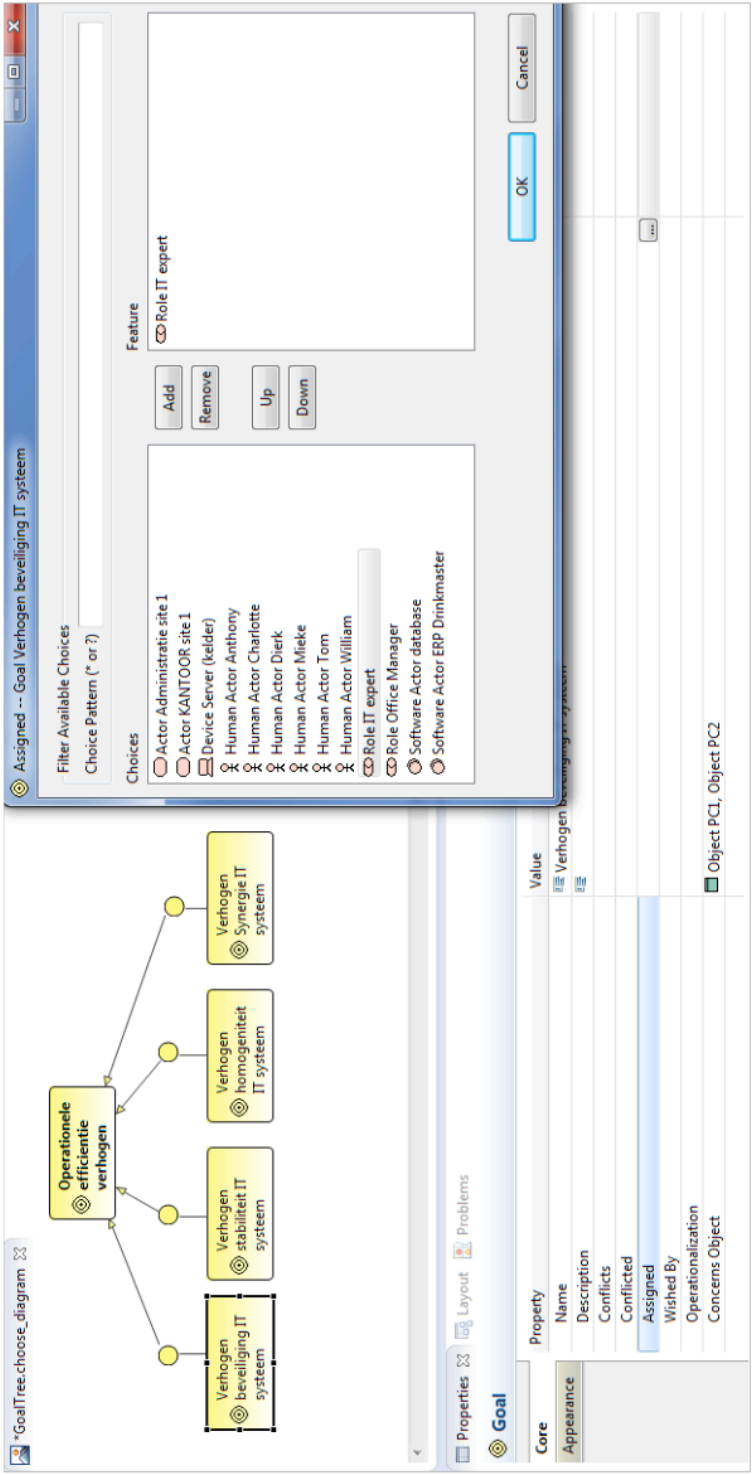 *GoalTree.choose_diagram
Operationele
efficientie
verhogen
Verhogen
beveiliging IT
systeem
Verhogen
stabiliteit IT
systeem
Verhogen
homogeniteit
IT systeem
Verhogen
Synergie IT
systeem
Properties
Layout
Problems
Goal
Core
Appearance
Property
Value
Name
Verhogen beveiliging IT systeem
Description
Conflicts
Conflicted
Assigned
...
Wished By
Operationalization
Concerns Object
Object PC1, Object PC2
Assigned -- Goal Verhogen beveiliging IT systeem
Filter Available Choices
Choice Pattern (* or ?)
Choices
Actor Administratie site1
Actor KANTOOR site1
Device Server (kelder)
Human Actor Anthony
Human Actor Charlotte
Human Actor Dierk
Human Actor Mieke
Human Actor Tom
Human Actor William
Role IT expert
Role Office Manager
Software Actor database
Software Actor ERP Drinkmaster
Add
Remove
Up
Down
Feature
Role IT expert
OK
Cancel